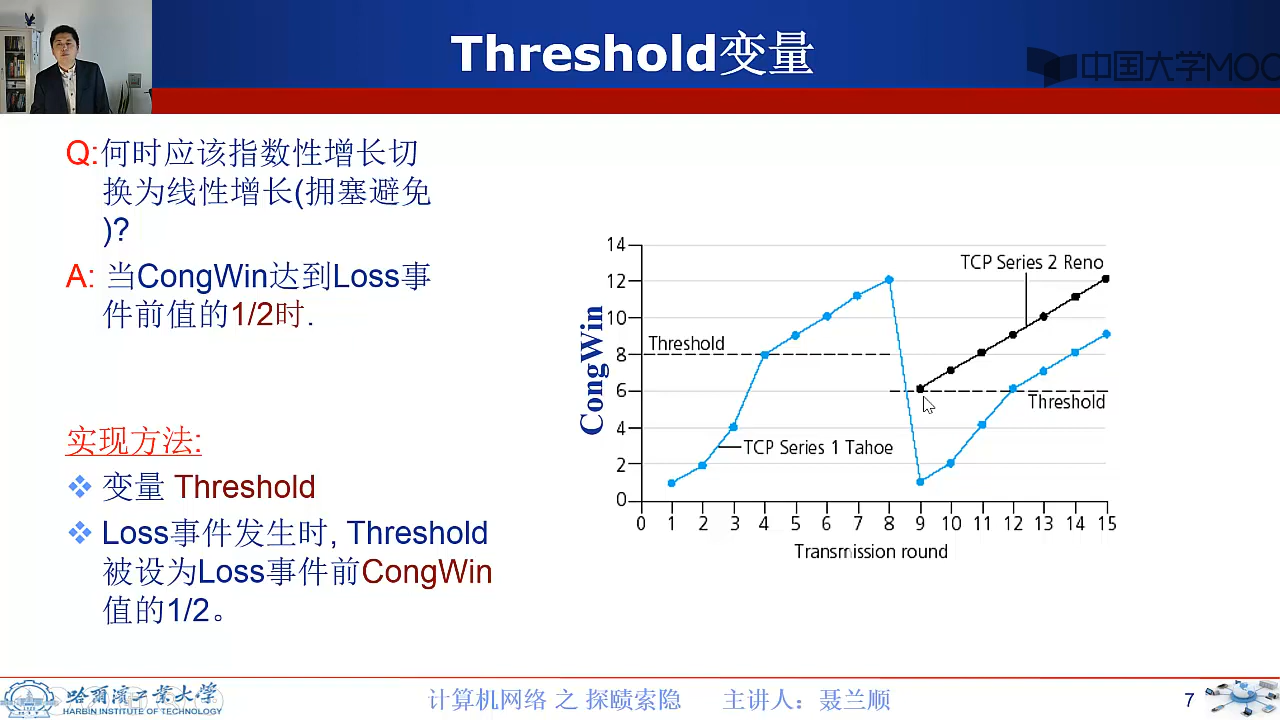 Threshold变量
中国大学MOC
Q:何时应该指数性增长切
换为线性增长(拥塞避免
)?
A: 当CongWin达到Loss事
件前值的1/2时.
实现方法:
变量 Threshold
Loss事件发生时, Threshold
被设为Loss事件前CongWin
值的1/2。
CongWin
14
12
10
8
6
4
2
0
TCP Series 2 Reno
Threshold
Threshold
TCP Series 1 Tahoe
0 1 2 3 4 5 6 7 8 9 10 11 12 13 14 15
Transmission round
哈尔滨工业大学
HARBIN INSTITUTE OF TECHNOLOGY
计算机网络 之 探赜索隐 主讲人：聂兰顺
7